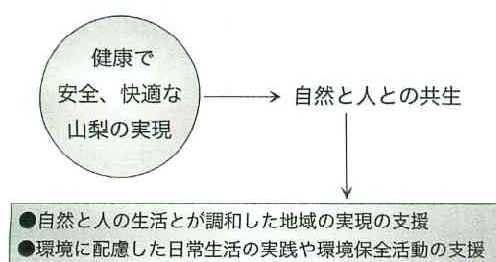 健康で
安全、快適な
山梨の実現
自然と人との共生
●自然と人の生活とが調和した地域の実現の支援
●環境に配慮した日常生活の実践や環境保全活動の支援